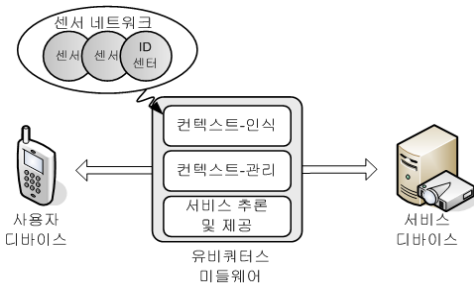 센서 네트워크
센서
센서
ID
센터
컨텍스트-인식
컨텍스트-관리
서비스 추론
및 제공
사용자
디바이스
서비스
디바이스
유비쿼터스
미들웨어